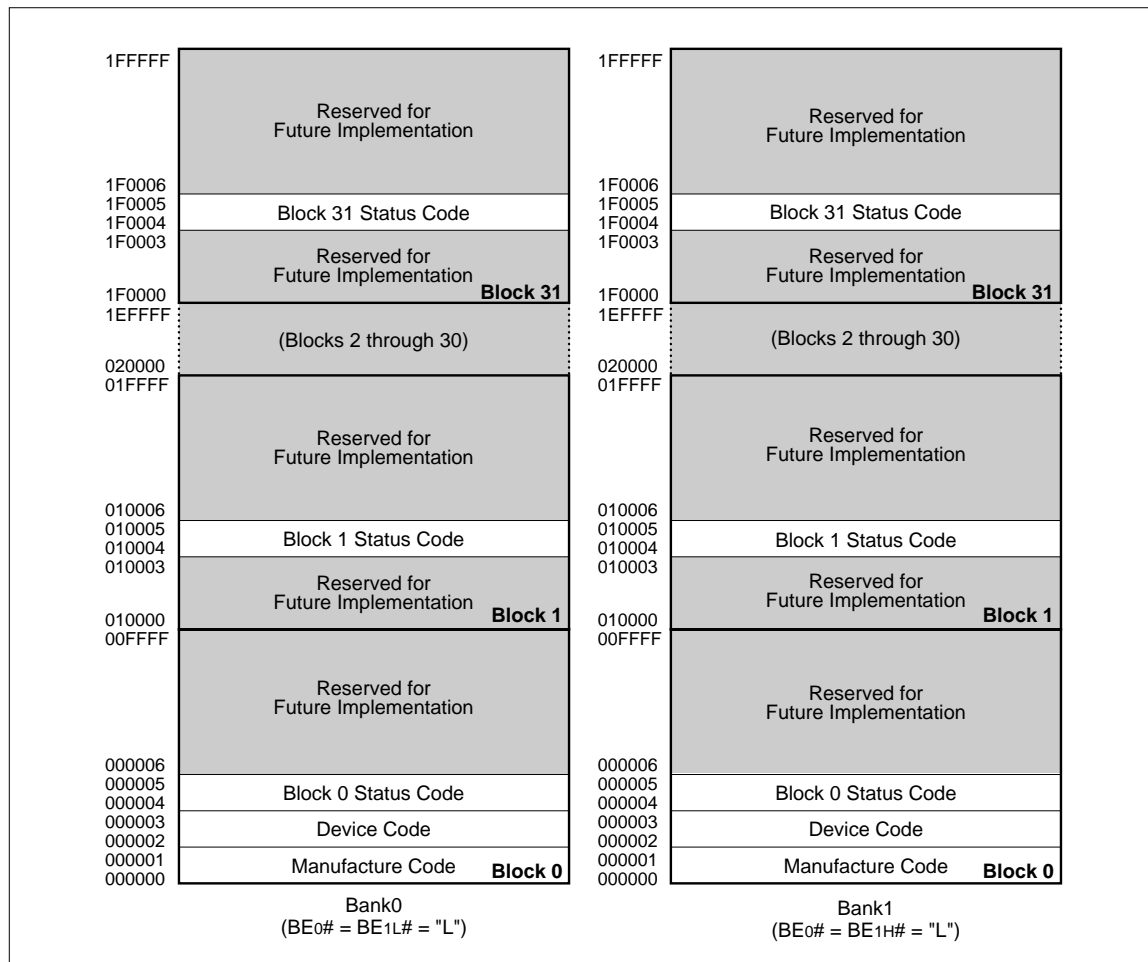 1FFFFF
Reserved for
Future Implementation
1F0006
1F0005
Block 31 Status Code
1F0004
1F0003
Reserved for
Future Implementation
Block 31
1F0000
1EFFFF
(Blocks 2 through 30)
020000
01FFFF
Reserved for
Future Implementation
010006
010005
Block 1 Status Code
010004
010003
Reserved for
Future Implementation
Block 1
010000
00FFFF
Reserved for
Future Implementation
000006
000005
Block 0 Status Code
000004
000003
Device Code
000002
000001
Manufacture Code
Block 0
000000
Bank0
(BE0# = BE1L# = "L")
1FFFFF
Reserved for
Future Implementation
1F0006
1F0005
Block 31 Status Code
1F0004
1F0003
Reserved for
Future Implementation
Block 31
1F0000
1EFFFF
(Blocks 2 through 30)
020000
01FFFF
Reserved for
Future Implementation
010006
010005
Block 1 Status Code
010004
010003
Reserved for
Future Implementation
Block 1
010000
00FFFF
Reserved for
Future Implementation
000006
000005
Block 0 Status Code
000004
000003
Device Code
000002
000001
Manufacture Code
Block 0
000000
Bank1
(BE0# = BE1H# = "L")